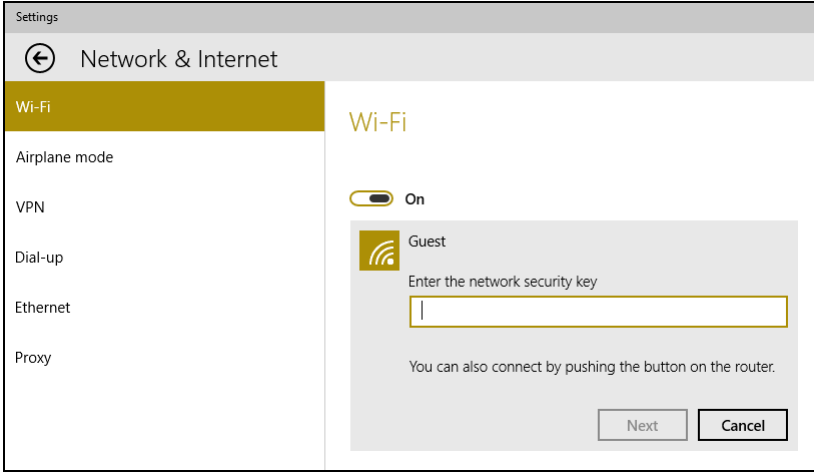 Settings
Network & Internet
Wi-Fi
Airplane mode
VPN
Dial-up
Ethernet
Proxy
Wi-Fi
On
Guest
Enter the network security key
You can also connect by pushing the button on the router.
Next
Cancel